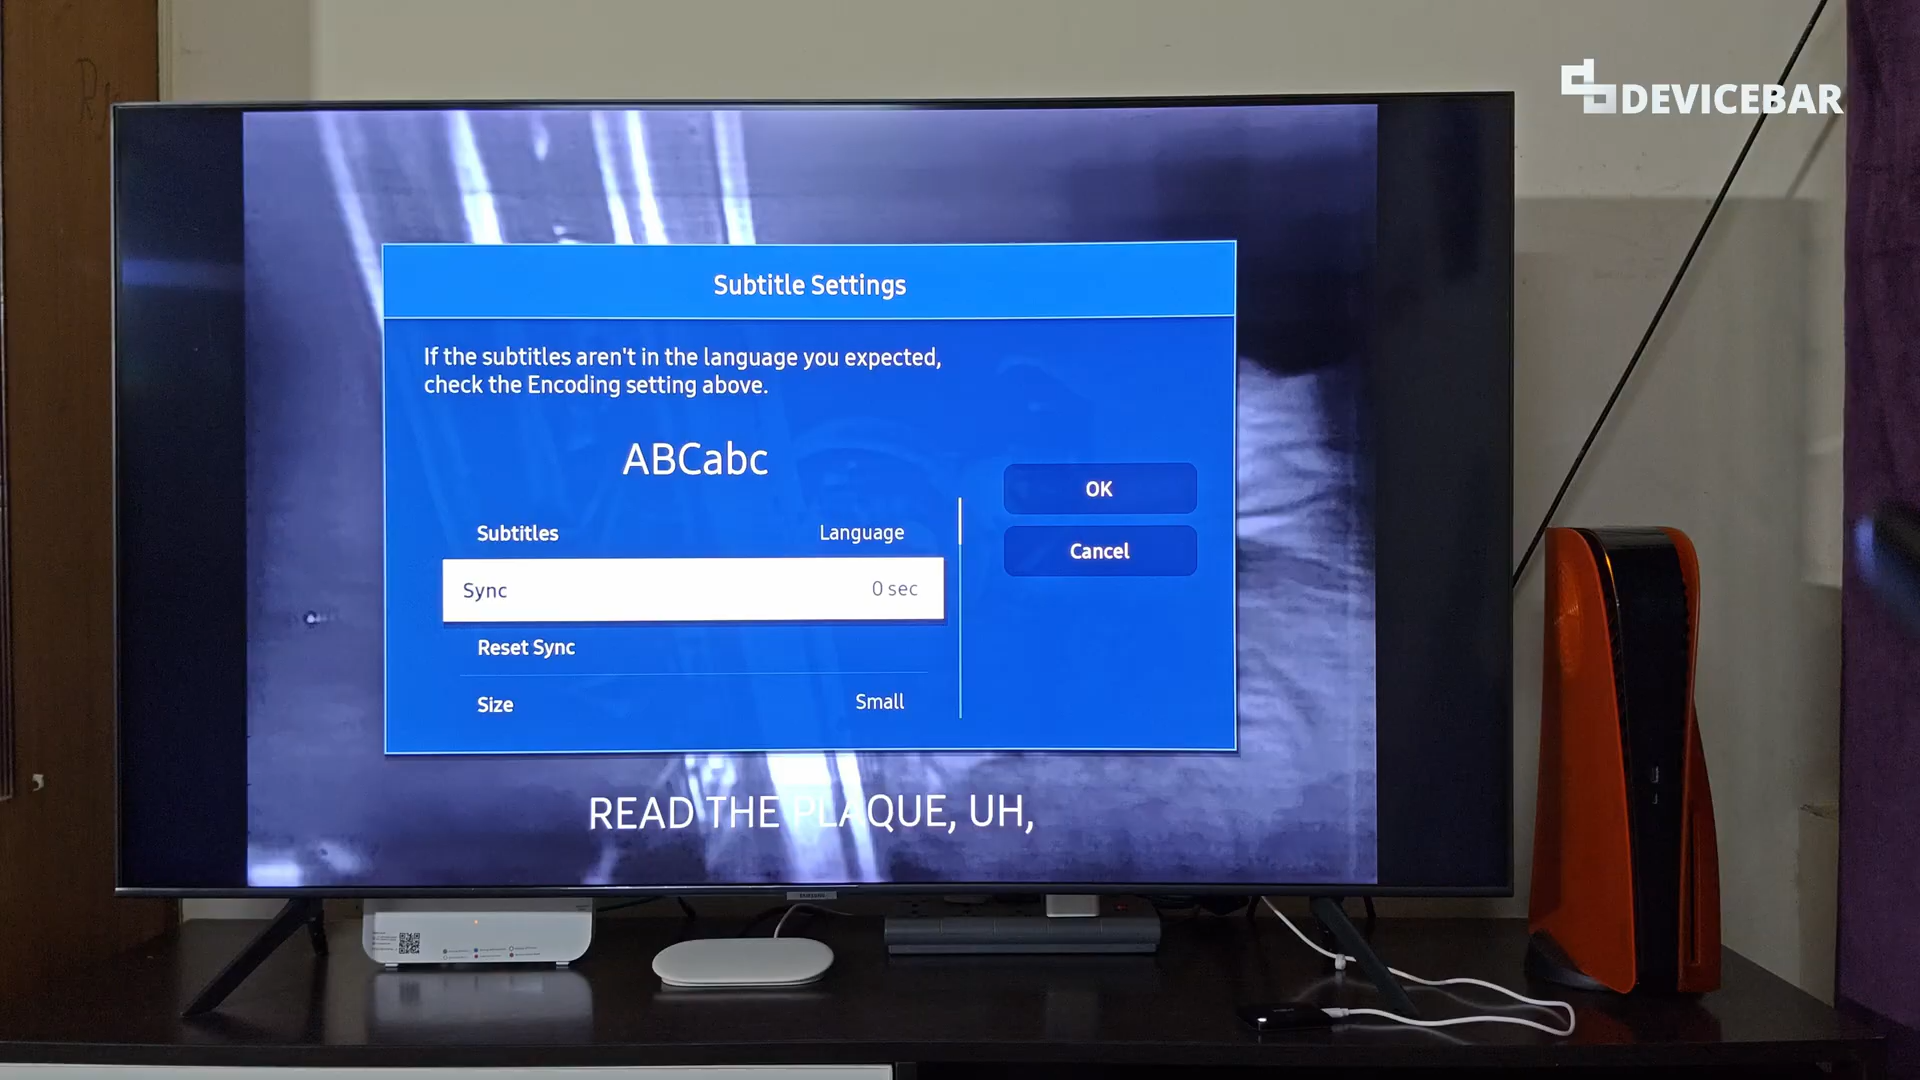 DEVICEBAR
Subtitle Settings
If the subtitles aren't in the language you expected,
check the Encoding setting above.
ABCabc
OK
Subtitles Language
Cancel
Sync 0 sec
Reset Sync
Size Small
READ THE PLAQUE, UH,
SAMSUNG